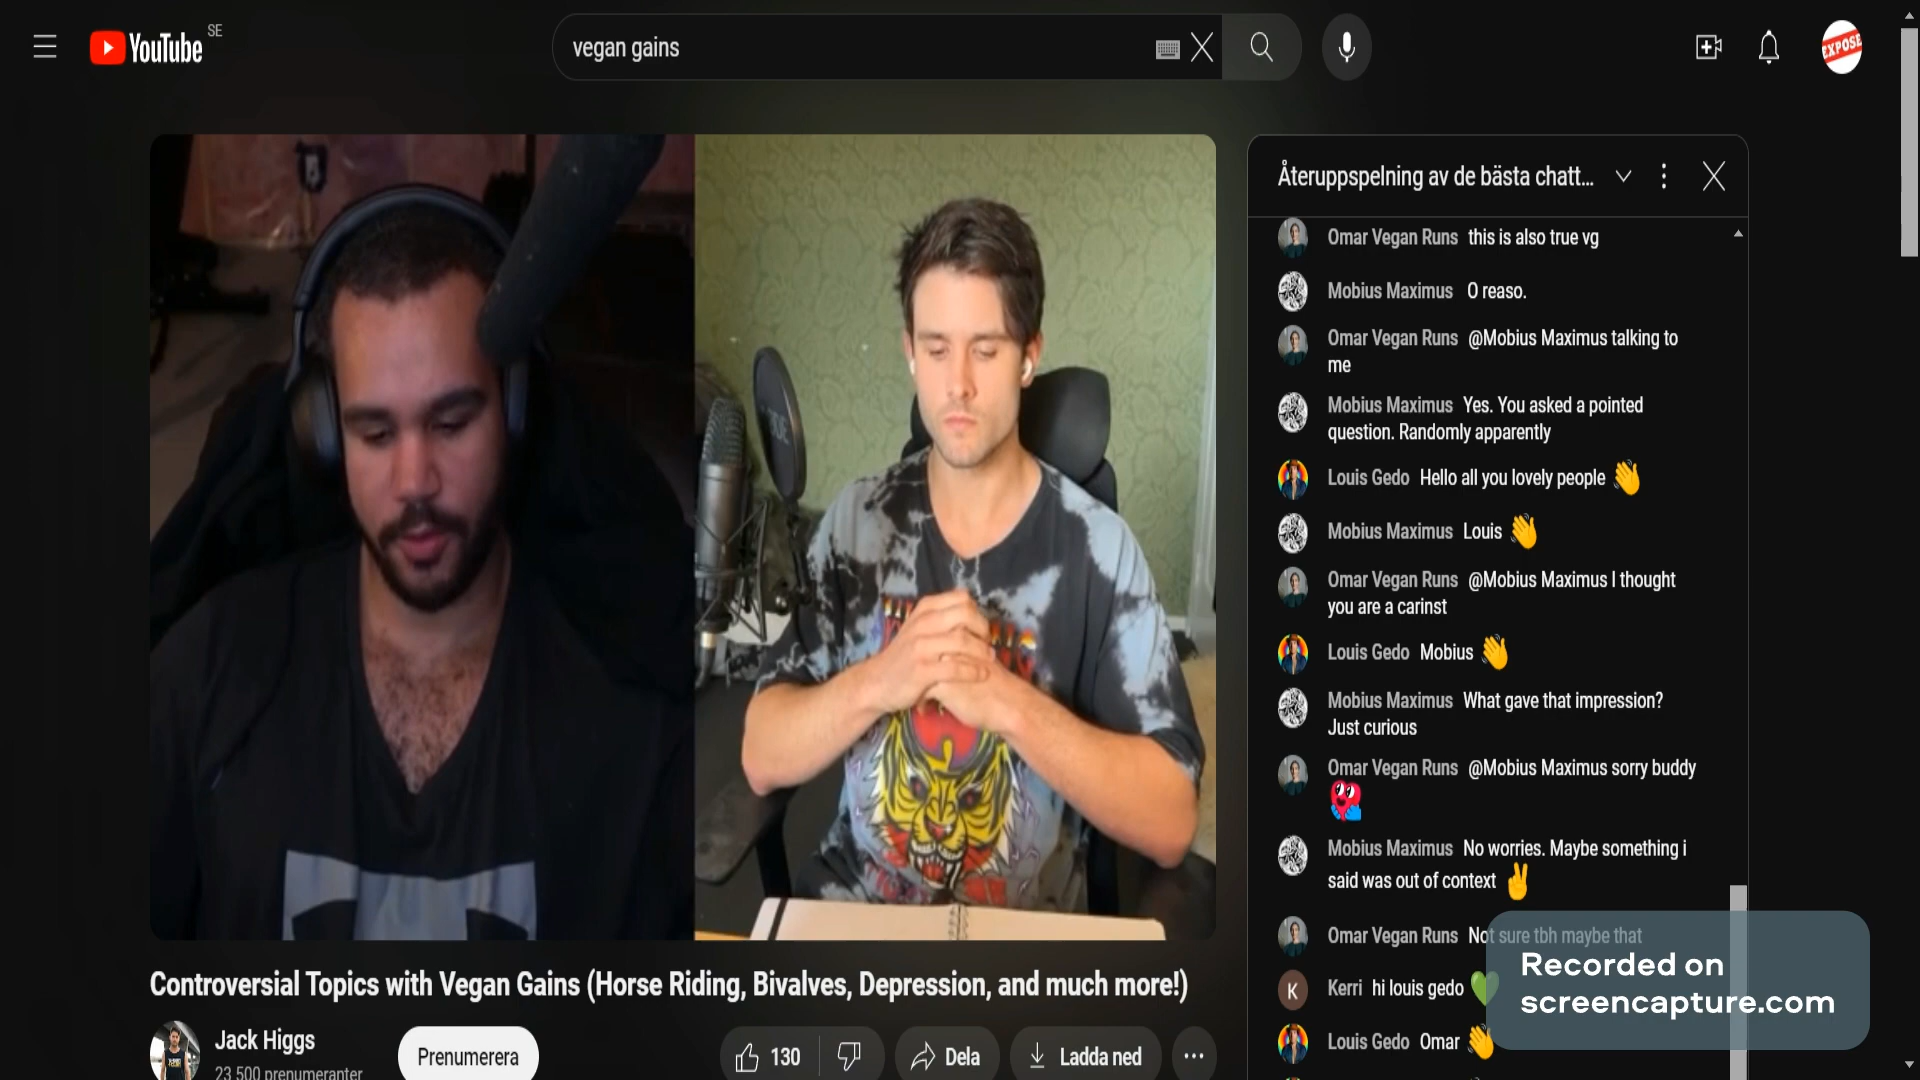 YouTube SE
vegan gains
EXPOSE
Återuppspelning av de bästa chatt...
Omar Vegan Runs this is also true vg
Mobius Maximus O reaso.
Omar Vegan Runs @Mobius Maximus talking to
me
Mobius Maximus Yes. You asked a pointed
question. Randomly apparently
Louis Gedo Hello all you lovely people 👋
Mobius Maximus Louis 👋
Omar Vegan Runs @Mobius Maximus I thought
you are a carinst
Louis Gedo Mobius 👋
Mobius Maximus What gave that impression?
Just curious
Omar Vegan Runs @Mobius Maximus sorry buddy
Mobius Maximus No worries. Maybe something i
said was out of context ✌
Omar Vegan Runs Not sure tbh maybe that
K
Kerri hi louis gedo 💚
Louis Gedo Omar 👋
Recorded on
screencapture.com
Controversial Topics with Vegan Gains (Horse Riding, Bivalves, Depression, and much more!)
Jack Higgs
23 500 prenumeranter
Prenumerera
130
Dela
Ladda ned